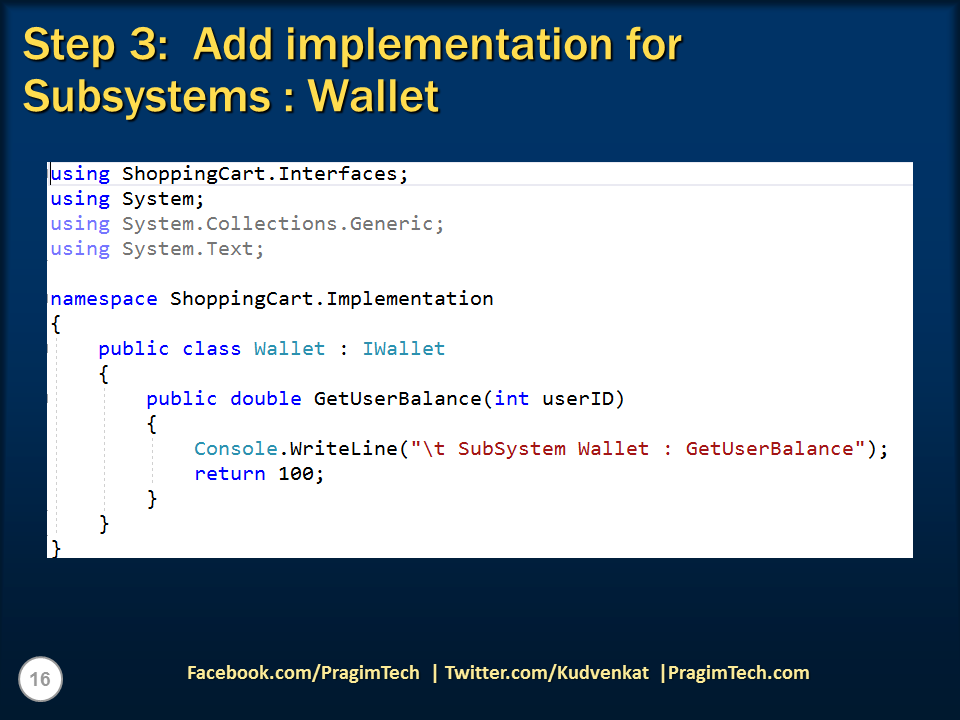 Step 3:  Add implementation for
Subsystems : Wallet
using ShoppingCart.Interfaces;
using System;
using System.Collections.Generic;
using System.Text;
namespace ShoppingCart.Implementation
{
    public class Wallet : IWallet
    {
        public double GetUserBalance(int userID)
        {
            Console.WriteLine("\t SubSystem Wallet : GetUserBalance");
            return 100;
        }
    }
}
16
Facebook.com/PragimTech | Twitter.com/Kudvenkat |PragimTech.com